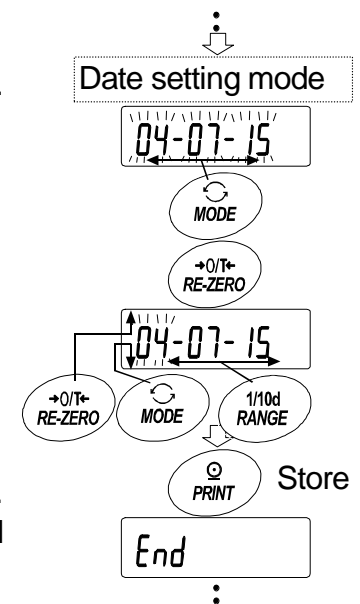 Date setting mode
04-07-15
MODE
→0/T←
RE-ZERO
04-07-15
→0/T←
RE-ZERO
MODE
1/10d
RANGE
PRINT
Store
End